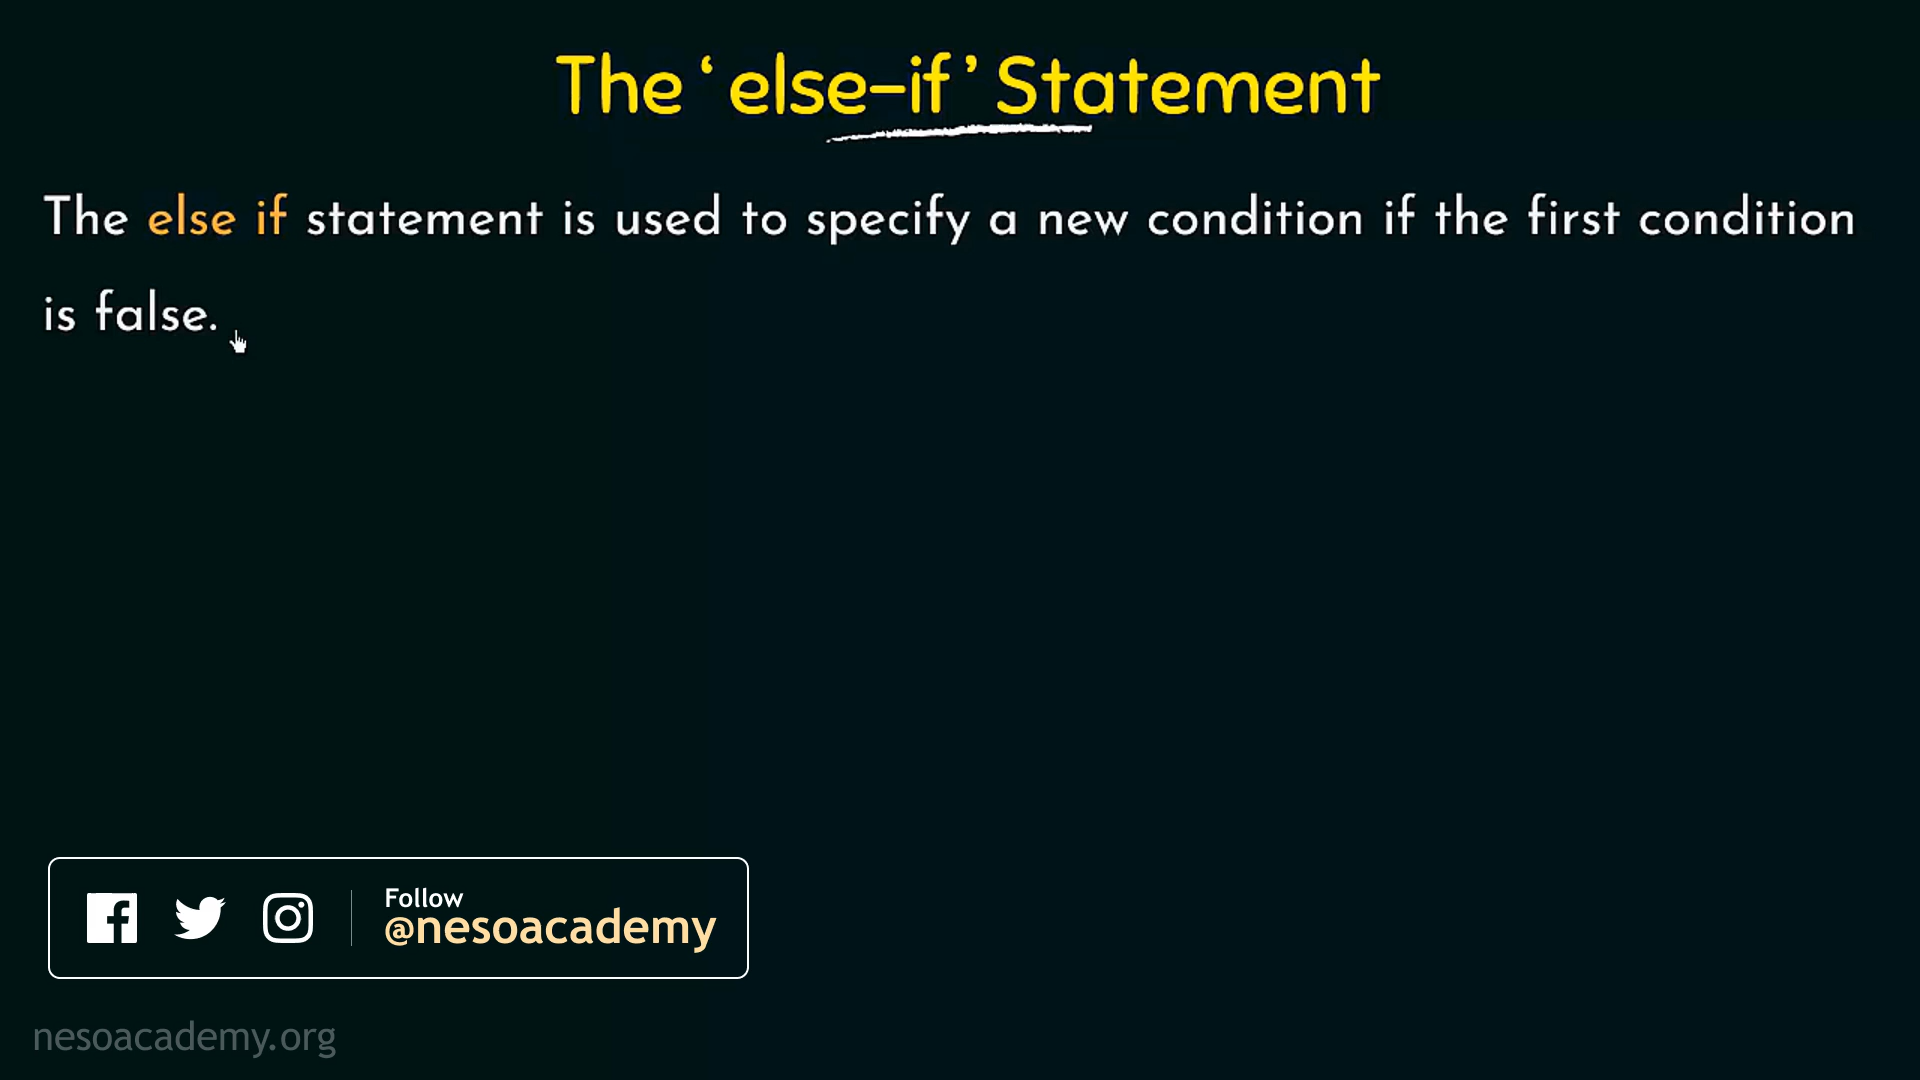 The ‘else-if’ Statement
The else if statement is used to specify a new condition if the first condition
is false.
Follow
@nesoacademy
nesoacademy.org